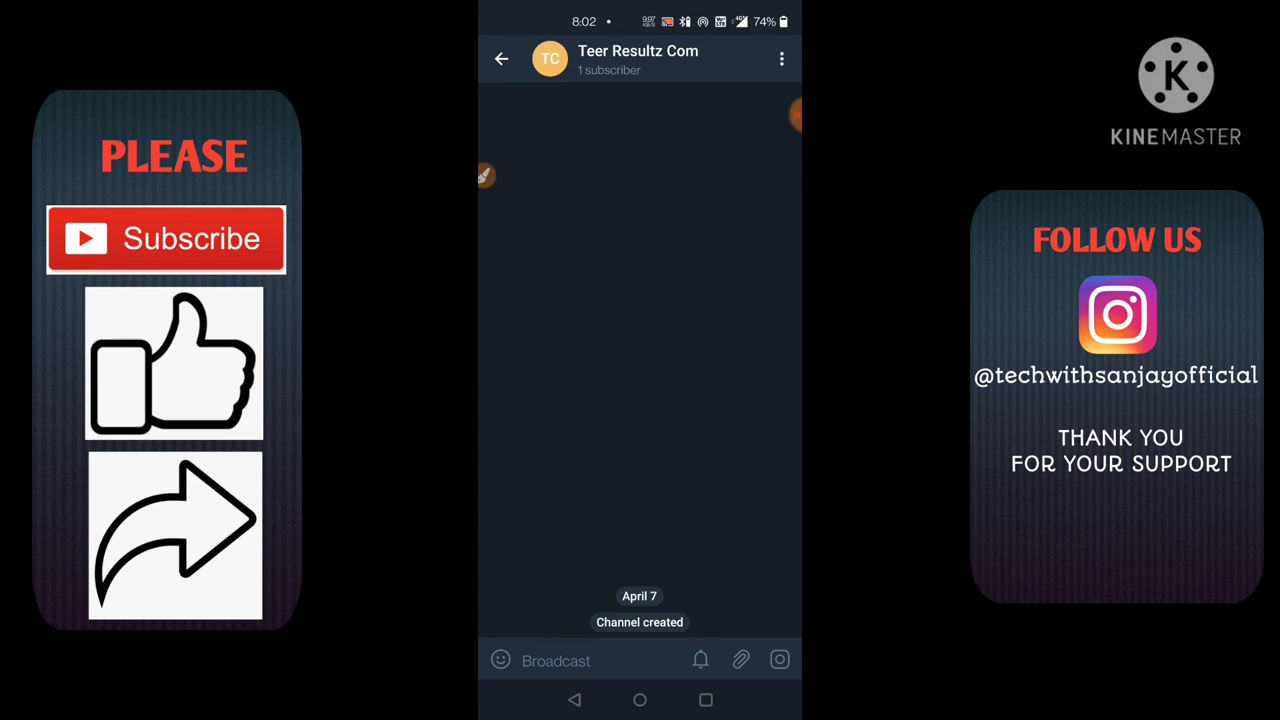 PLEASE
Subscribe
8:02
74%
TC
Teer Resultz Com
1 subscriber
April 7
Channel created
Broadcast
K
KINEMASTER
FOLLOW US
@techwithsanjayofficial
THANK YOU
FOR YOUR SUPPORT